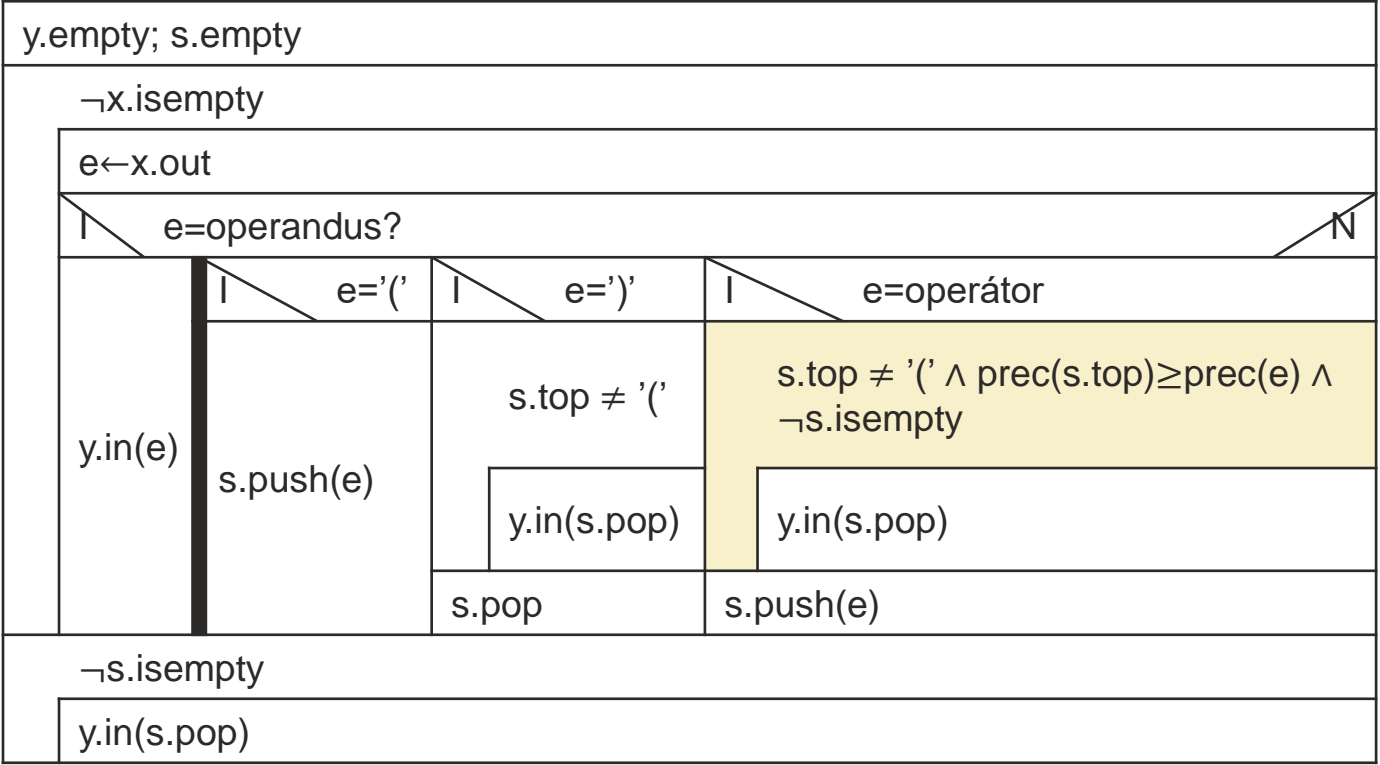 y.empty; s.empty
¬x.isempty
e←x.out
I e=operandus? N
I e=’(’ I e=’)’ I e=operátor
y.in(e)
s.push(e)
s.top ≠ ’(’
y.in(s.pop)
s.pop
s.top ≠ ’(’ ∧ prec(s.top)≥prec(e) ∧
¬s.isempty
y.in(s.pop)
s.push(e)
¬s.isempty
y.in(s.pop)